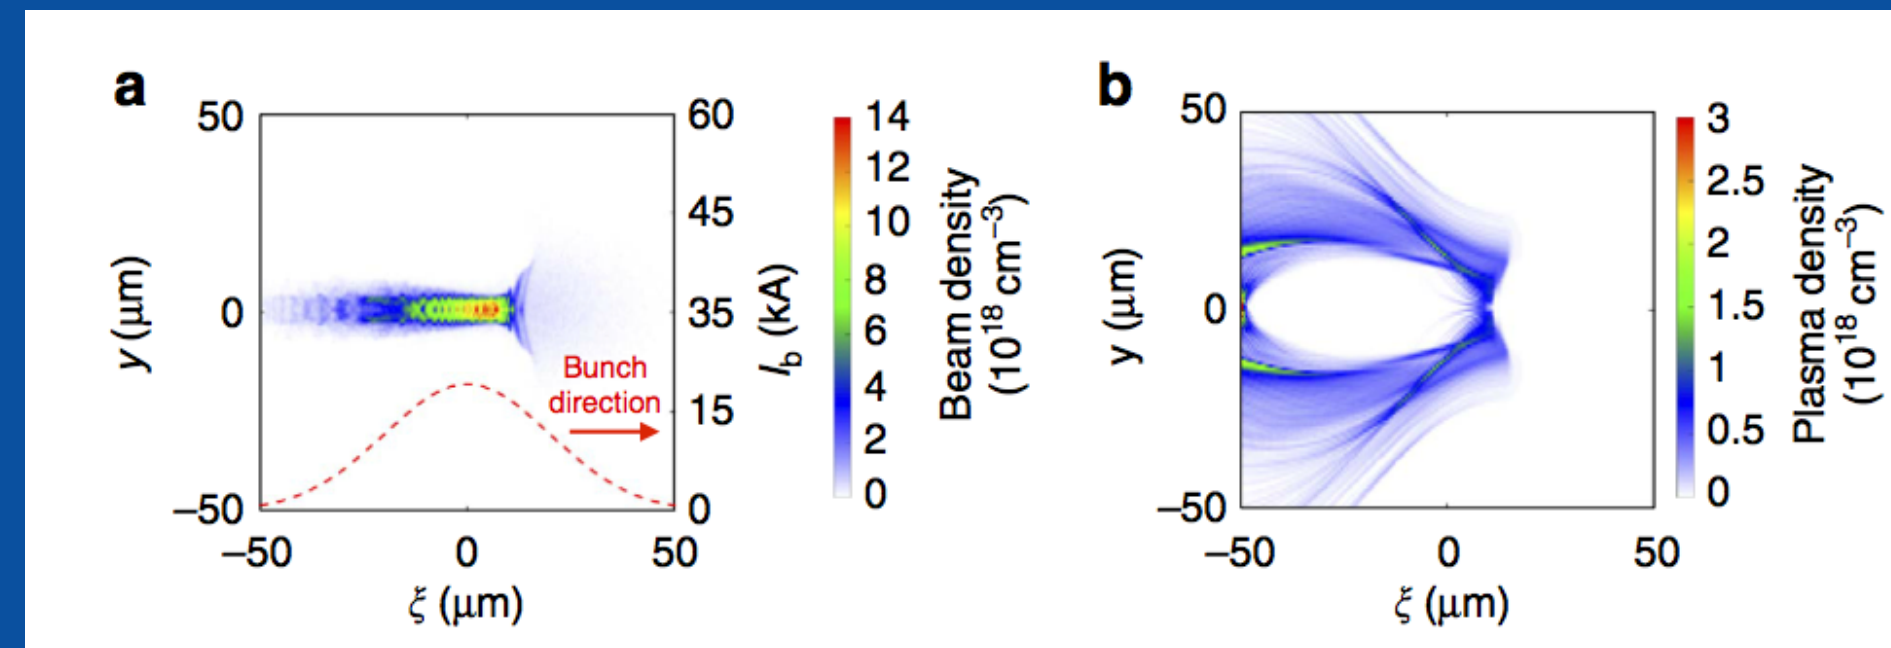 a
50
0
–50
y (μm)
–50
0
50
ξ (μm)
60
45
35
15
0
I_b (kA)
Bunch
direction
14
12
10
8
6
4
2
0
Beam density
(10^18 cm^–3)
b
50
0
–50
y (μm)
–50
0
50
ξ (μm)
3
2.5
2
1.5
1
0.5
0
Plasma density
(10^18 cm^–3)